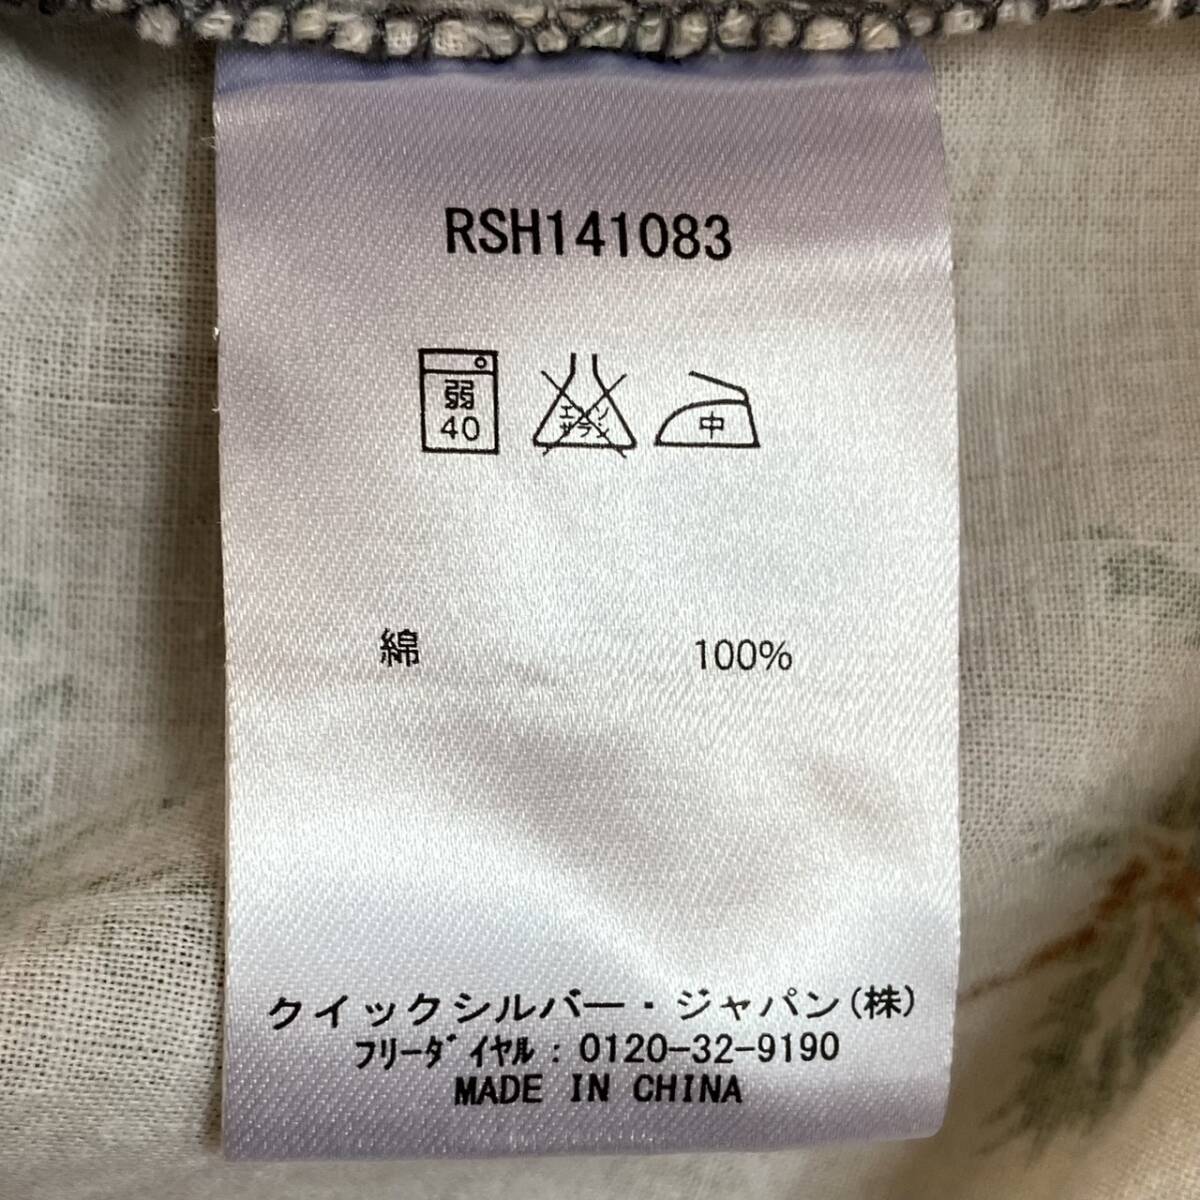 RSH141083
弱
40
エンソ
サラシ
中
綿 100%
クイックシルバー・ジャパン(株)
フリーダイヤル : 0120-32-9190
MADE IN CHINA